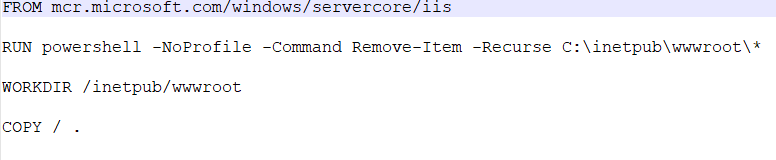 FROM mcr.microsoft.com/windows/servercore/iis
RUN powershell -NoProfile -Command Remove-Item -Recurse C:\inetpub\wwwroot\*
WORKDIR /inetpub/wwwroot
COPY / .